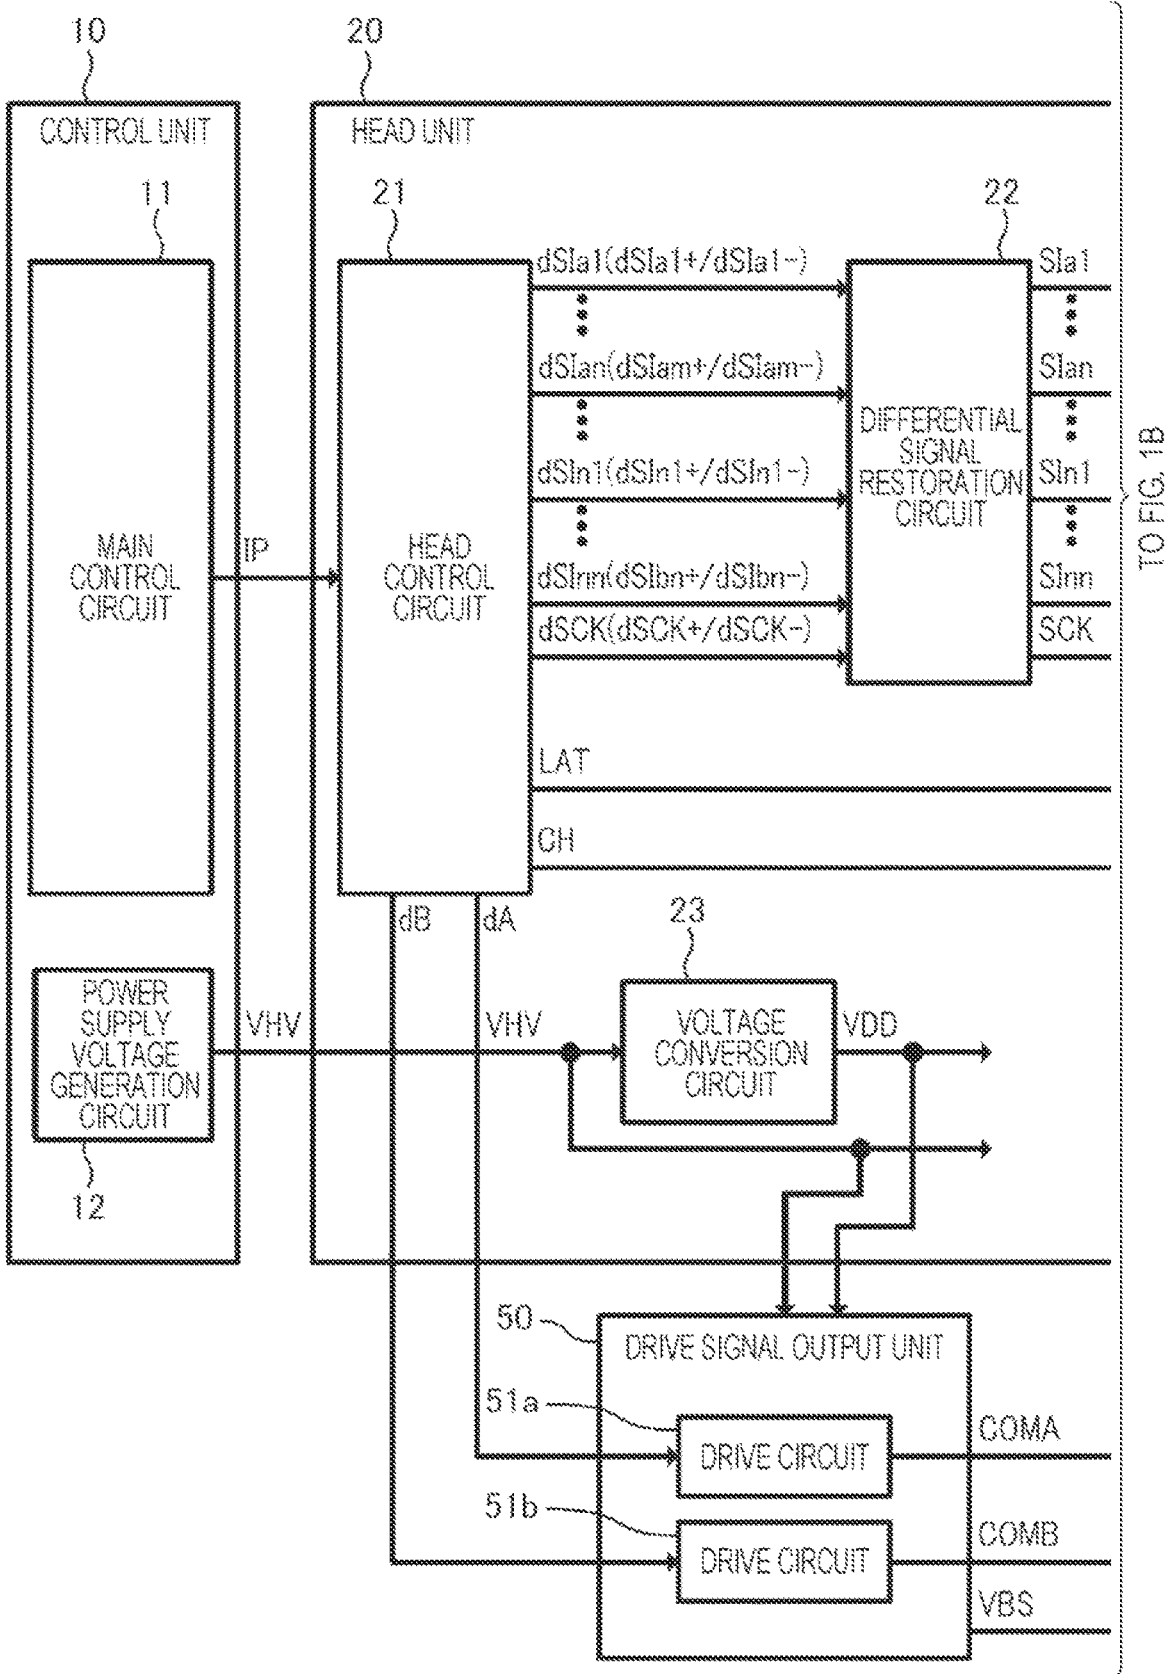 10
20
CONTROL UNIT
HEAD UNIT
11
21
22
dSIa1(dSIa1+/dSIa1-)
SIa1
dSIan(dSIam+/dSIam-)
SIan
DIFFERENTIAL
SIGNAL
RESTORATION
CIRCUIT
dSIn1(dSIn1+/dSIn1-)
SIn1
TO FIG. 1B
MAIN
CONTROL
CIRCUIT
IP
HEAD
CONTROL
CIRCUIT
dSInn(dSIbn+/dSIbn-)
SInn
dSCK(dSCK+/dSCK-)
SCK
LAT
CH
dB
dA
23
POWER
SUPPLY
VOLTAGE
GENERATION
CIRCUIT
VHV
VHV
VOLTAGE
CONVERSION
CIRCUIT
VDD
12
50
DRIVE SIGNAL OUTPUT UNIT
51a
DRIVE CIRCUIT
COMA
51b
DRIVE CIRCUIT
COMB
VBS